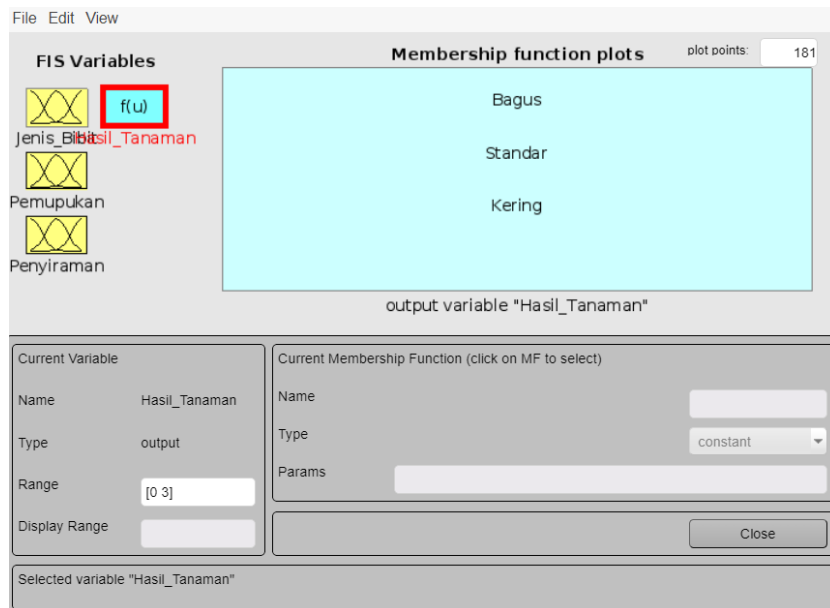 File Edit View
FIS Variables
Membership function plots
plot points:
181
f(u)
Jenis_Bibit
Hasil_Tanaman
Pemupukan
Penyiraman
Bagus
Standar
Kering
output variable "Hasil_Tanaman"
Current Variable
Name Hasil_Tanaman
Type output
Range [0 3]
Display Range
Current Membership Function (click on MF to select)
Name
Type constant
Params
Close
Selected variable "Hasil_Tanaman"